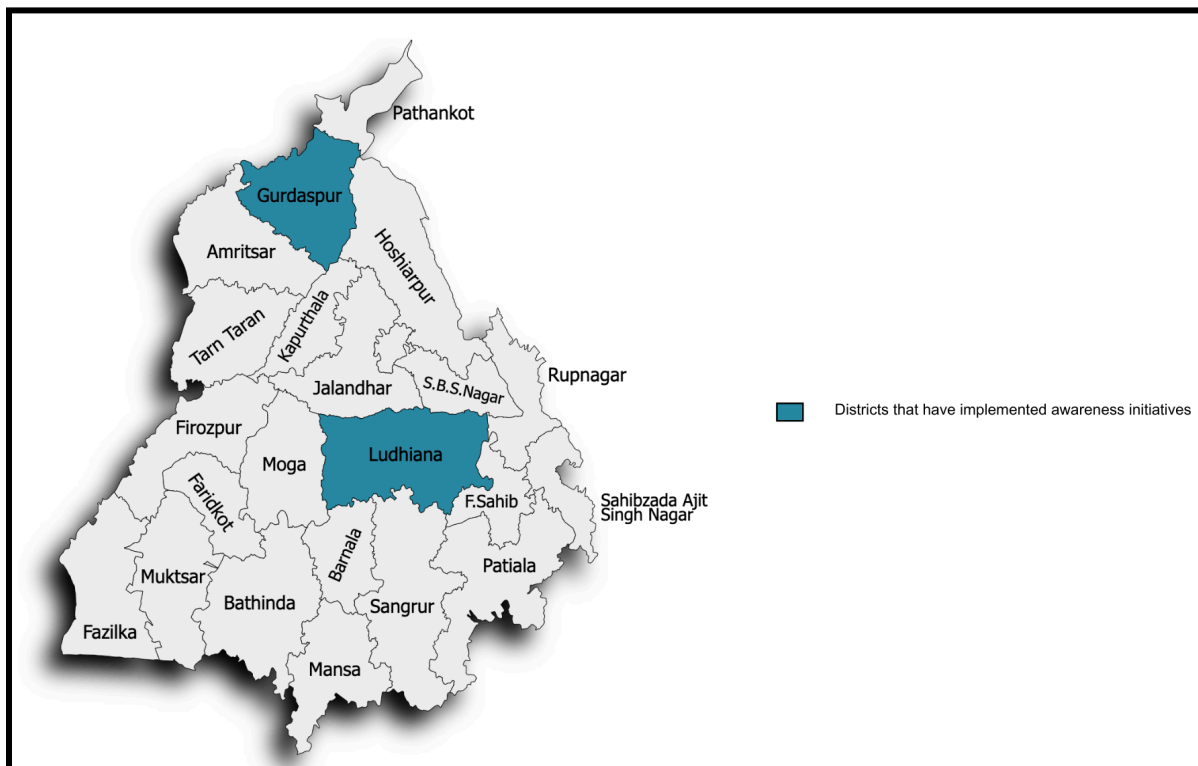 Pathankot
Gurdaspur
Amritsar
Hoshiarpur
Tarn Taran
Kapurthala
Rupnagar
Jalandhar
S.B.S.Nagar
Districts that have implemented awareness initiatives
Firozpur
Moga
Ludhiana
Faridkot
F.Sahib
Sahibzada Ajit
Singh Nagar
Barnala
Patiala
Muktsar
Bathinda
Sangrur
Fazilka
Mansa